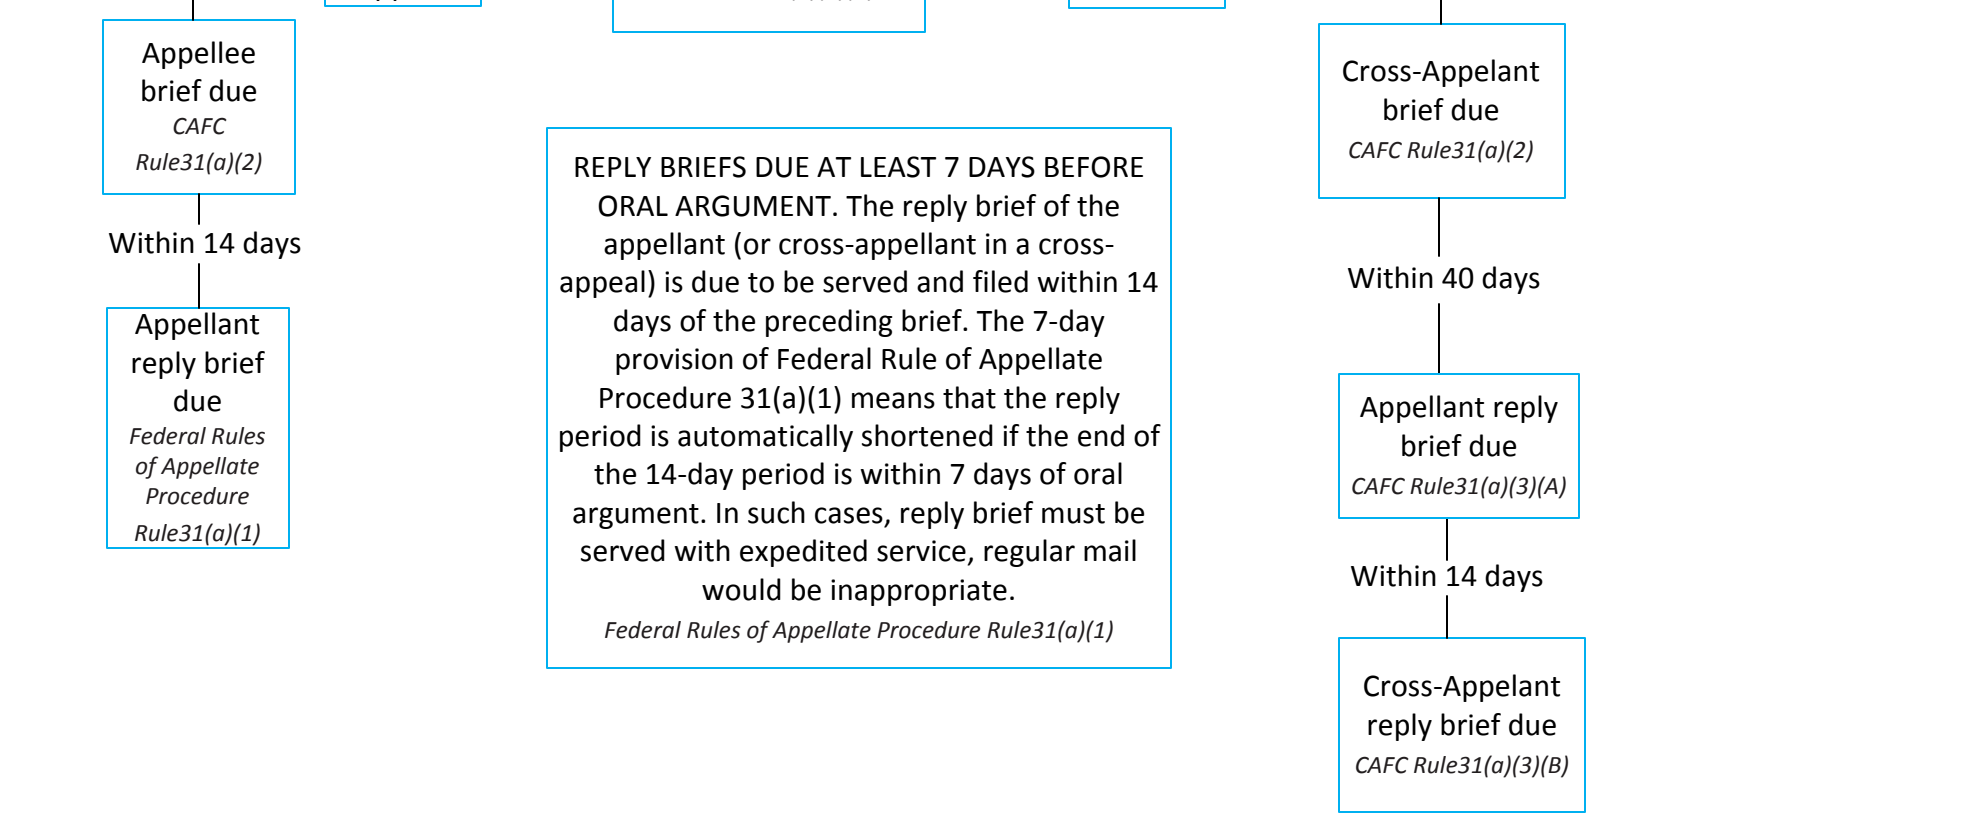 Appellee
brief due
CAFC
Rule31(a)(2)
Within 14 days
Appellant
reply brief
due
Federal Rules
of Appellate
Procedure
Rule31(a)(1)
REPLY BRIEFS DUE AT LEAST 7 DAYS BEFORE
ORAL ARGUMENT. The reply brief of the
appellant (or cross-appellant in a cross-
appeal) is due to be served and filed within 14
days of the preceding brief. The 7-day
provision of Federal Rule of Appellate
Procedure 31(a)(1) means that the reply
period is automatically shortened if the end of
the 14-day period is within 7 days of oral
argument. In such cases, reply brief must be
served with expedited service, regular mail
would be inappropriate.
Federal Rules of Appellate Procedure Rule31(a)(1)
Cross-Appelant
brief due
CAFC Rule31(a)(2)
Within 40 days
Appellant reply
brief due
CAFC Rule31(a)(3)(A)
Within 14 days
Cross-Appelant
reply brief due
CAFC Rule31(a)(3)(B)